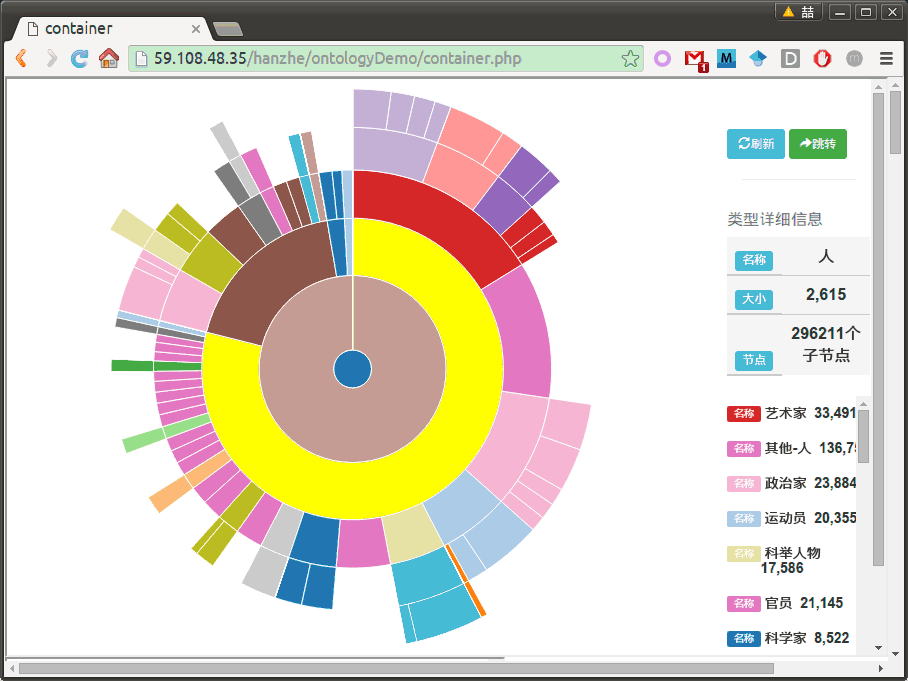 喆
container
59.108.48.35/hanzhe/ontologyDemo/container.php
1
M
D
m
刷新
跳转
类型详细信息
名称 人
大小 2,615
节点 296211个
子节点
名称 艺术家 33,491
名称 其他-人 136,7
名称 政治家 23,884
名称 运动员 20,355
名称 科举人物
17,586
名称 官员 21,145
名称 科学家 8,522